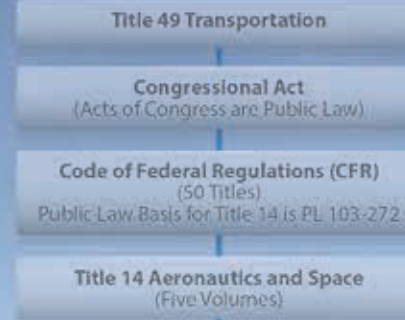 Title 49 Transportation
Congressional Act
(Acts of Congress are Public Law)
Code of Federal Regulations (CFR)
(50 Titles)
Public Law Basis for Title 14 is PL 103-272
Title 14 Aeronautics and Space
(Five Volumes)